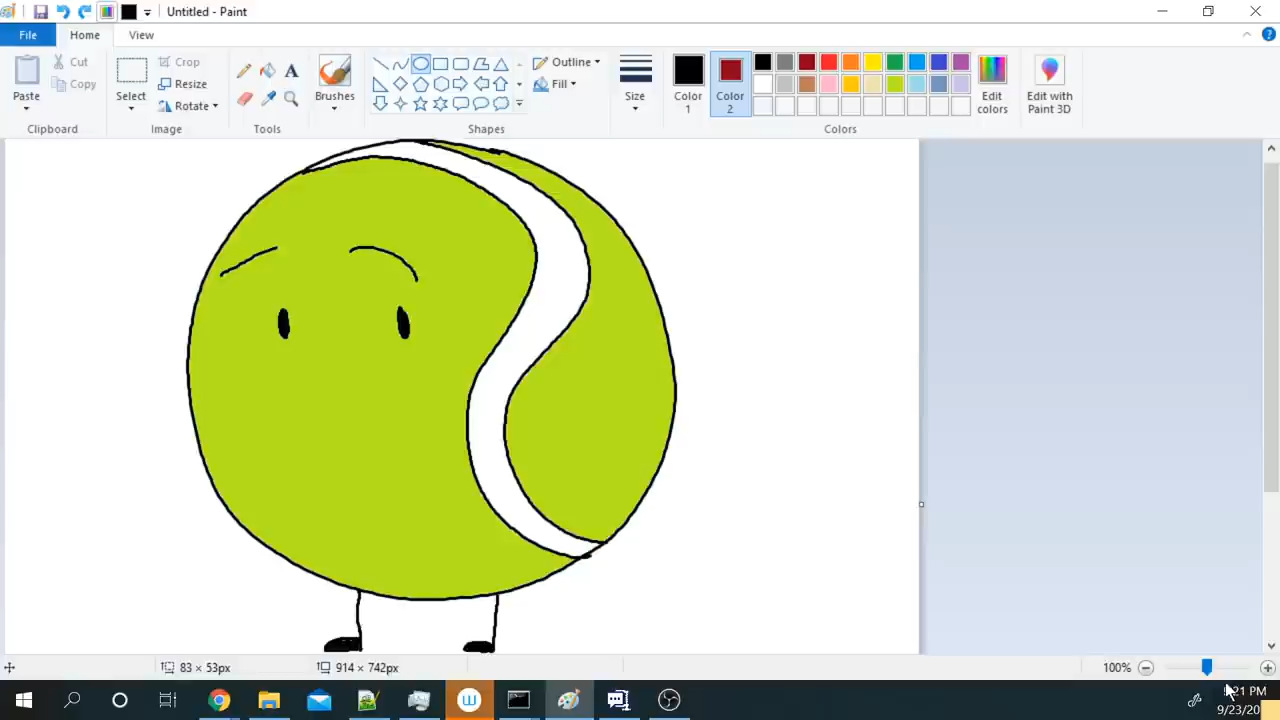 Untitled - Paint
File
Home
View
Paste
Cut
Copy
Clipboard
Select
Crop
Resize
Rotate
Image
A
Tools
Brushes
Outline
Fill
Shapes
Size
Color 1
Color 2
Edit colors
Colors
Edit with Paint 3D
83 × 53px
914 × 742px
100%
21 PM
9/23/20